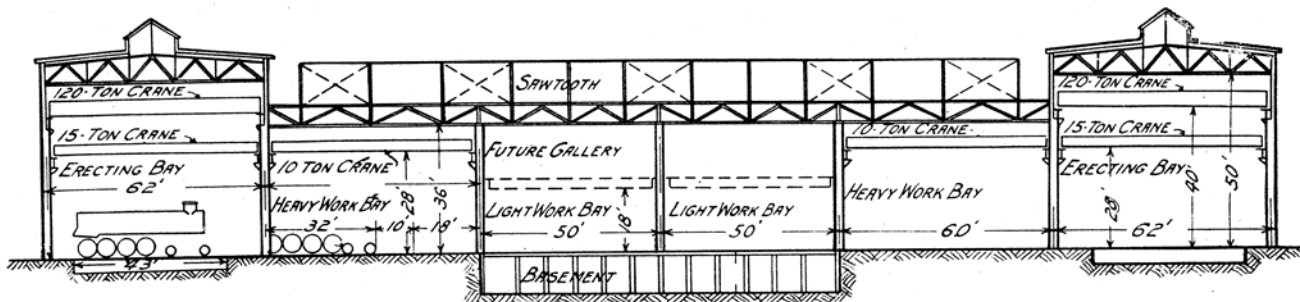 120-TON CRANE
15-TON CRANE
ERECTING BAY
62'
43'
10 TON CRANE
HEAVY WORK BAY
32'
10'
28'
36'
18'
SAWTOOTH
FUTURE GALLERY
LIGHT WORK BAY
50'
18'
LIGHT WORK BAY
50'
BASEMENT
10-TON CRANE
HEAVY WORK BAY
60'
120-TON CRANE
15-TON CRANE
ERECTING BAY
28'
40'
50'
62'